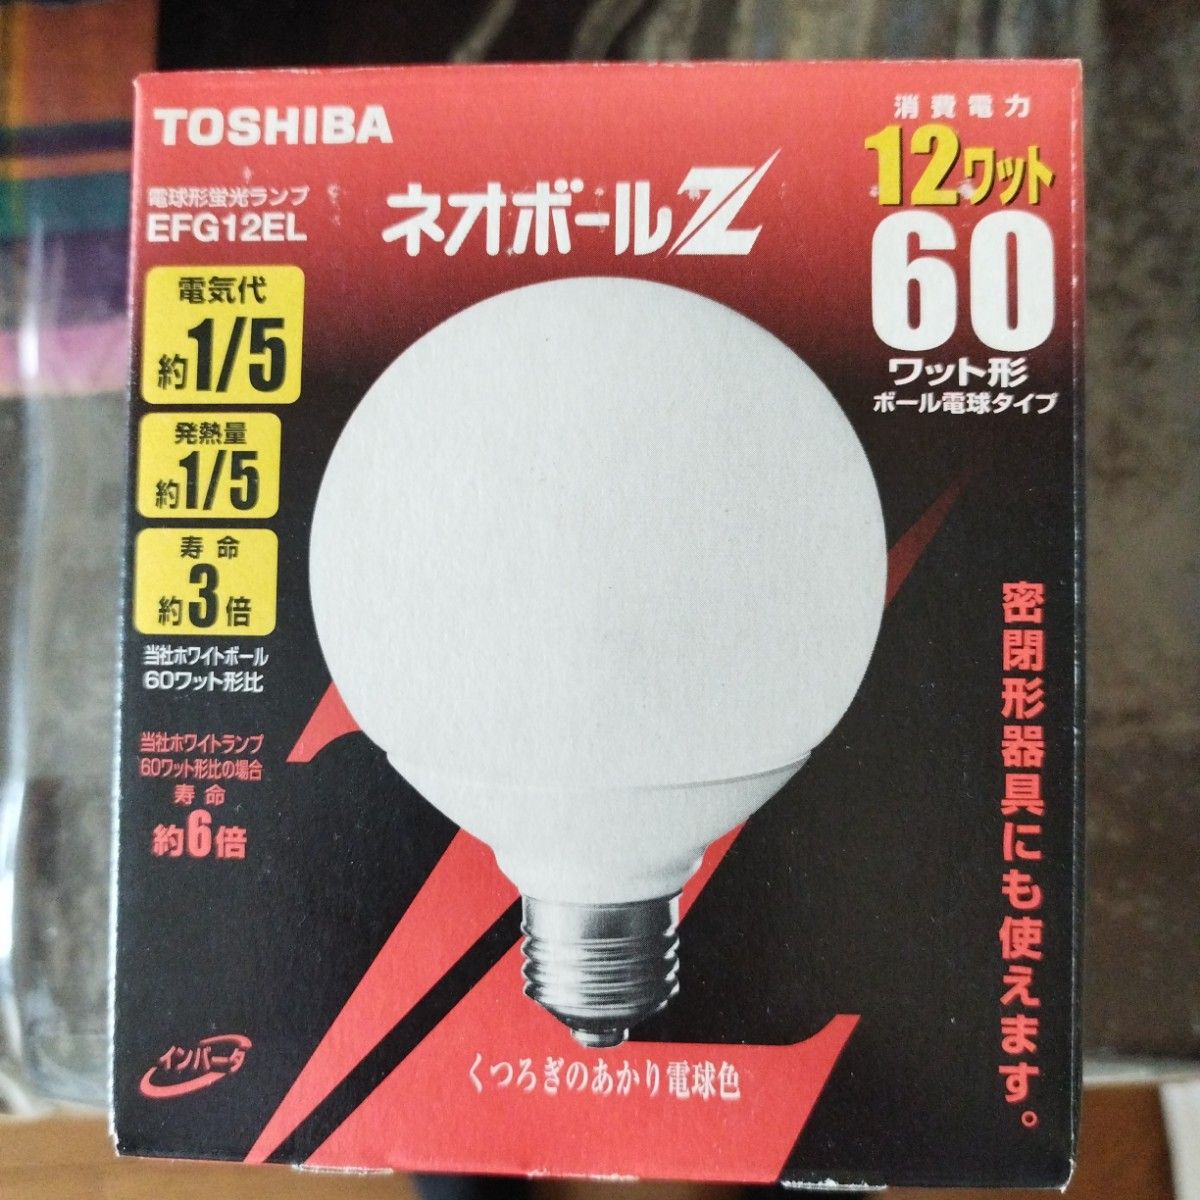 TOSHIBA
電球形蛍光ランプ
EFG12EL
ネオボールZ
消費電力
12ワット
60
ワット形
ボール電球タイプ
電気代
約1/5
発熱量
約1/5
寿命
約3倍
当社ホワイトボール
60ワット形比
当社ホワイトランプ
60ワット形比の場合
寿命
約6倍
密閉形器具にも使えます。
インバータ
くつろぎのあかり電球色